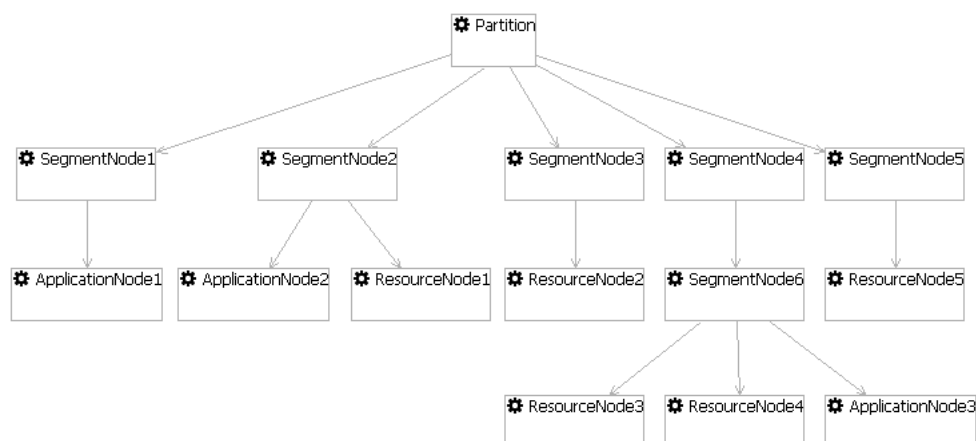 Partition
SegmentNode1
SegmentNode2
SegmentNode3
SegmentNode4
SegmentNode5
ApplicationNode1
ApplicationNode2
ResourceNode1
ResourceNode2
SegmentNode6
ResourceNode5
ResourceNode3
ResourceNode4
ApplicationNode3